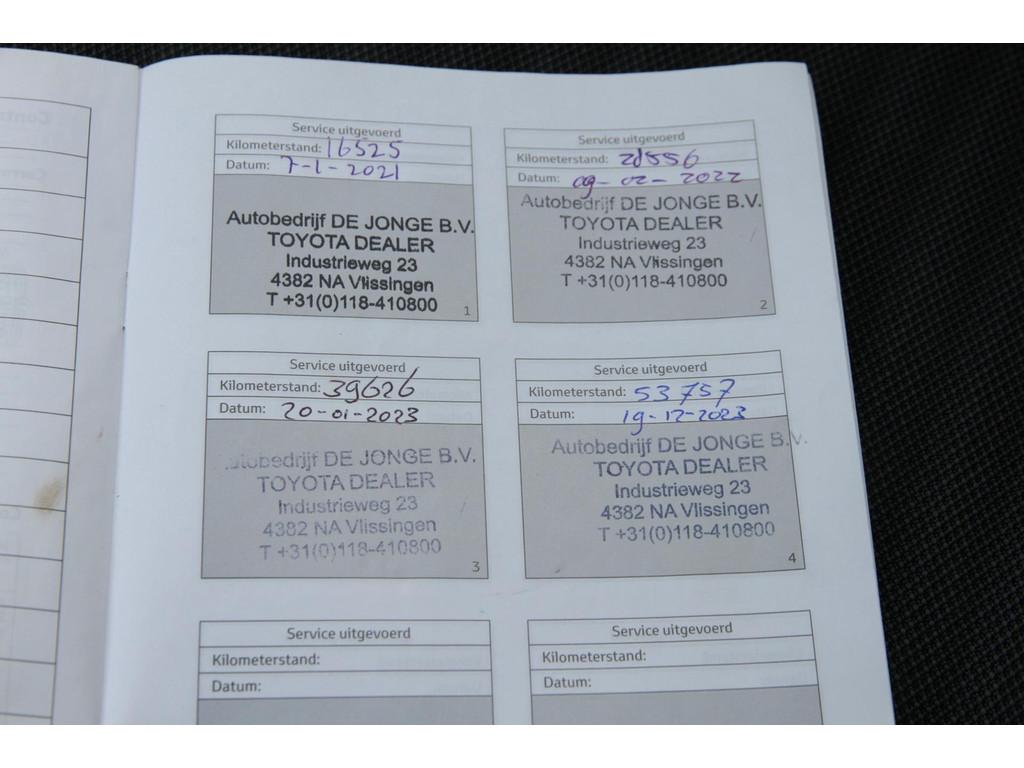 Service uitgevoerd
Kilometerstand: 16525
Datum: 7-1-2021
Autobedrijf DE JONGE B.V.
TOYOTA DEALER
Industrieweg 23
4382 NA Vlissingen
T +31(0)118-410800
1
Service uitgevoerd
Kilometerstand:
Datum: 09-02-2022
Autobedrijf DE JONGE B.V.
TOYOTA DEALER
Industrieweg 23
4382 NA Vlissingen
T +31(0)118-410800
2
Service uitgevoerd
Kilometerstand: 39626
Datum: 20-01-2023
Autobedrijf DE JONGE B.V.
TOYOTA DEALER
Industrieweg 23
4382 NA Vlissingen
T +31(0)118-410800
3
Service uitgevoerd
Kilometerstand: 53757
Datum: 19-12-2023
Autobedrijf DE JONGE B.V.
TOYOTA DEALER
Industrieweg 23
4382 NA Vlissingen
T +31(0)118-410800
4
Service uitgevoerd
Kilometerstand:
Datum:
Service uitgevoerd
Kilometerstand:
Datum: